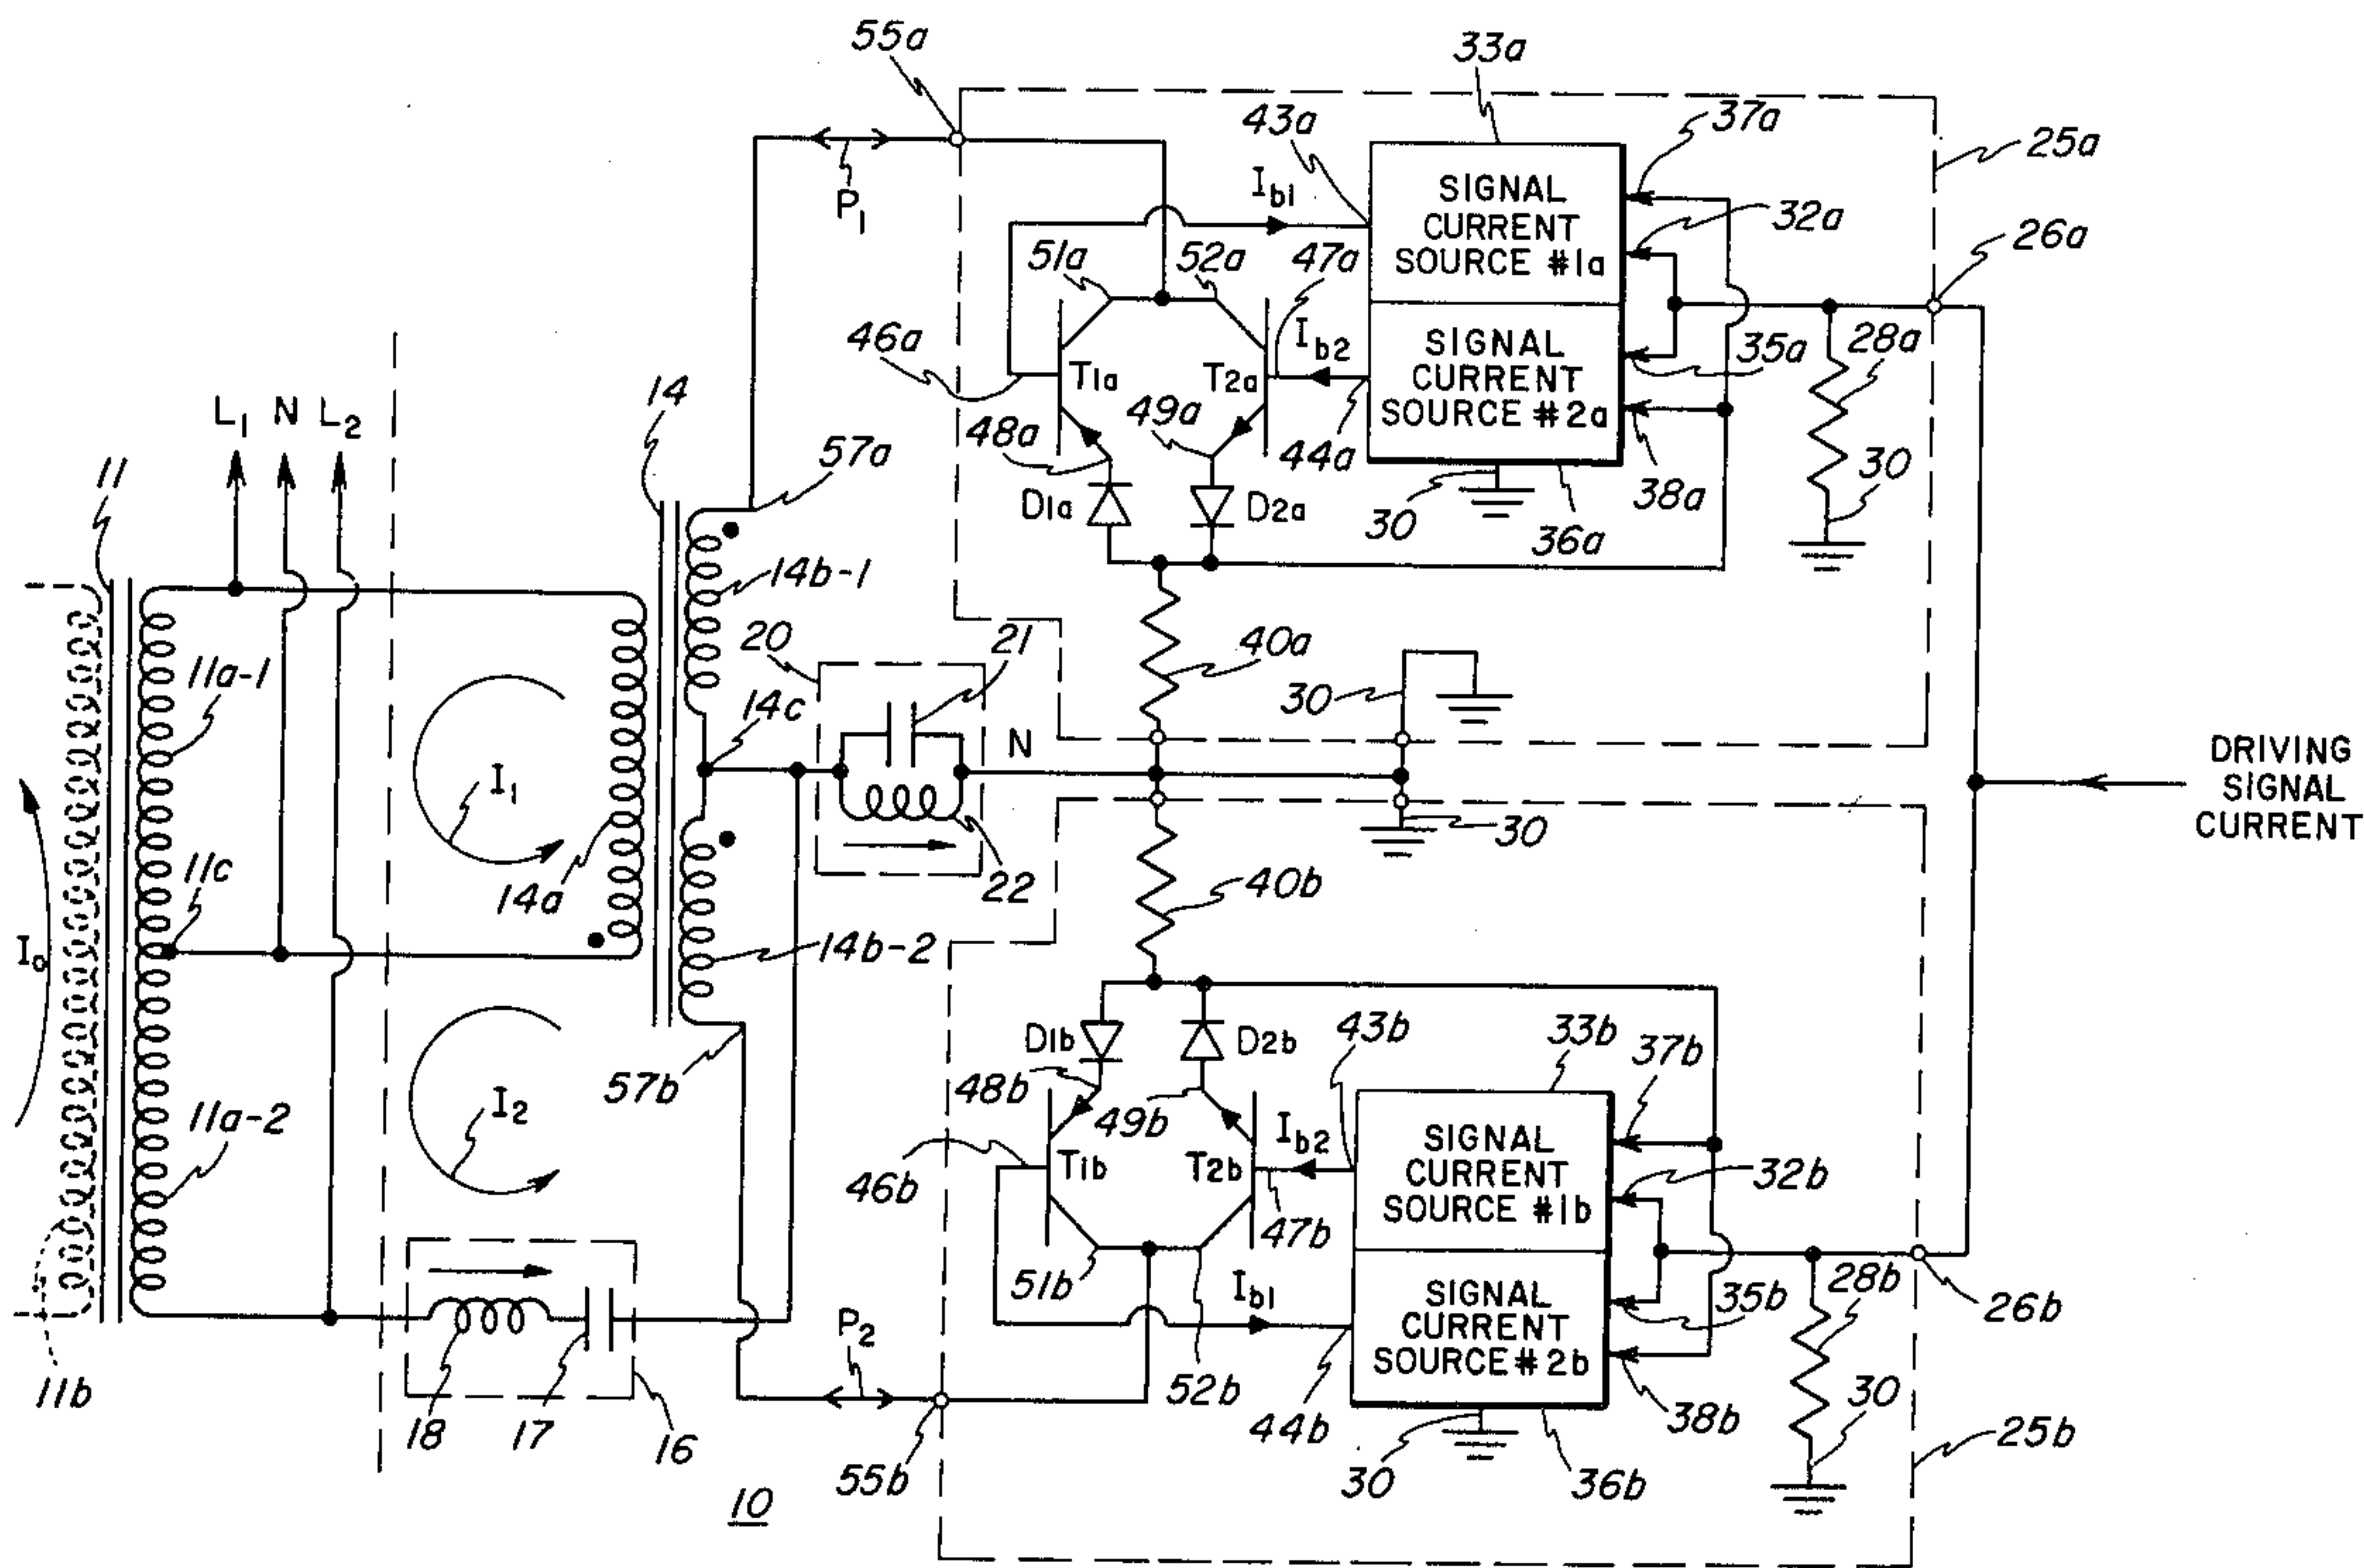 55a
33a
43a
37a
25a
P1
Ib1
SIGNAL
CURRENT
SOURCE #1a
32a
26a
51a
52a
47a
46a
T1a
T2a
Ib2
SIGNAL
CURRENT
SOURCE #2a
35a
28a
L1 N L2
14
57a
48a
49a
44a
38a
30
11
D1a
D2a
30
36a
14b-1
20
21
40a
11a-1
14c
30
N
I1
DRIVING
SIGNAL
CURRENT
11c
14a
22
30
40b
Io
14b-2
D1b
D2b
43b
33b
37b
57b
48b
49b
I2
11a-2
Ib2
SIGNAL
CURRENT
SOURCE #1b
32b
46b
T1b
T2b
47b
51b
Ib1
SIGNAL
CURRENT
SOURCE #2b
35b
28b
26b
P2
11b
18
17
16
52b
44b
38b
30
25b
55b
30
36b
10